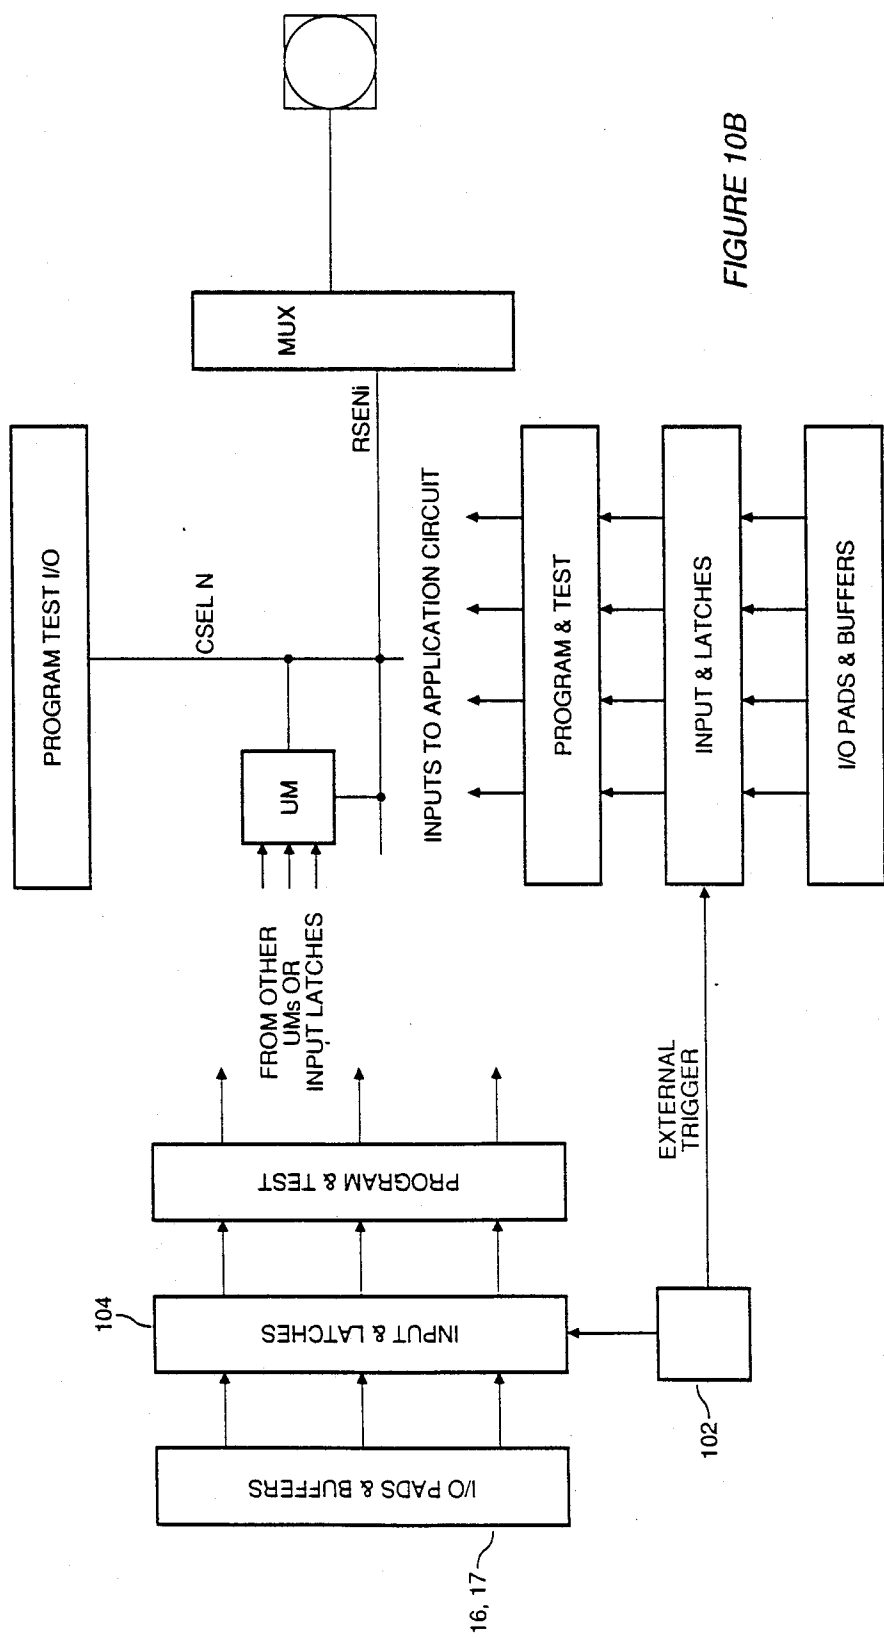 PROGRAM TEST I/O
CSEL N
MUX
RSENi
UM
FROM OTHER
UMs OR
INPUT LATCHES
INPUTS TO APPLICATION CIRCUIT
PROGRAM & TEST
INPUT & LATCHES
I/O PADS & BUFFERS
PROGRAM & TEST
104
INPUT & LATCHES
I/O PADS & BUFFERS
16, 17
102
EXTERNAL
TRIGGER
FIGURE 10B